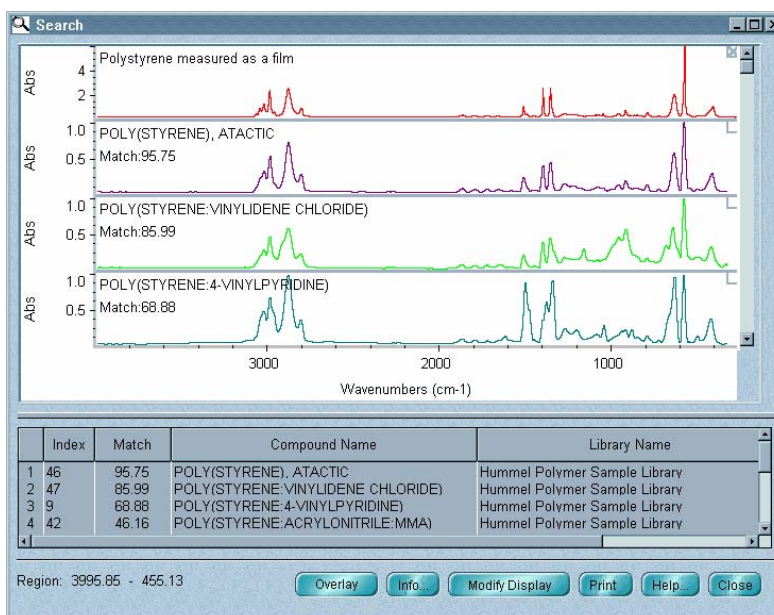 Search
Polystyrene measured as a film
Abs
4
2
POLY(STYRENE), ATACTIC
Match:95.75
Abs
1.0
0.5
POLY(STYRENE:VINYLIDENE CHLORIDE)
Match:85.99
Abs
1.0
0.5
POLY(STYRENE:4-VINYLPYRIDINE)
Match:68.88
Abs
1.0
0.5
3000 2000 1000
Wavenumbers (cm-1)
Index Match Compound Name Library Name
1 46 95.75 POLY(STYRENE), ATACTIC Hummel Polymer Sample Library
2 47 85.99 POLY(STYRENE:VINYLIDENE CHLORIDE) Hummel Polymer Sample Library
3 9 68.88 POLY(STYRENE:4-VINYLPYRIDINE) Hummel Polymer Sample Library
4 42 46.16 POLY(STYRENE:ACRYLONITRILE:MMA) Hummel Polymer Sample Library
Region: 3995.85 - 455.13 Overlay Info... Modify Display Print Help... Close